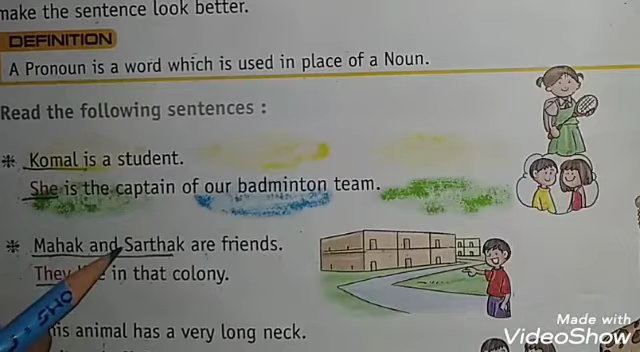 make the sentence look better.
DEFINITION
A Pronoun is a word which is used in place of a Noun.
Read the following sentences :
Komal is a student.
She is the captain of our badminton team.
Mahak and Sarthak are friends.
They in that colony.
animal has a very long neck.
Made with
VideoShow